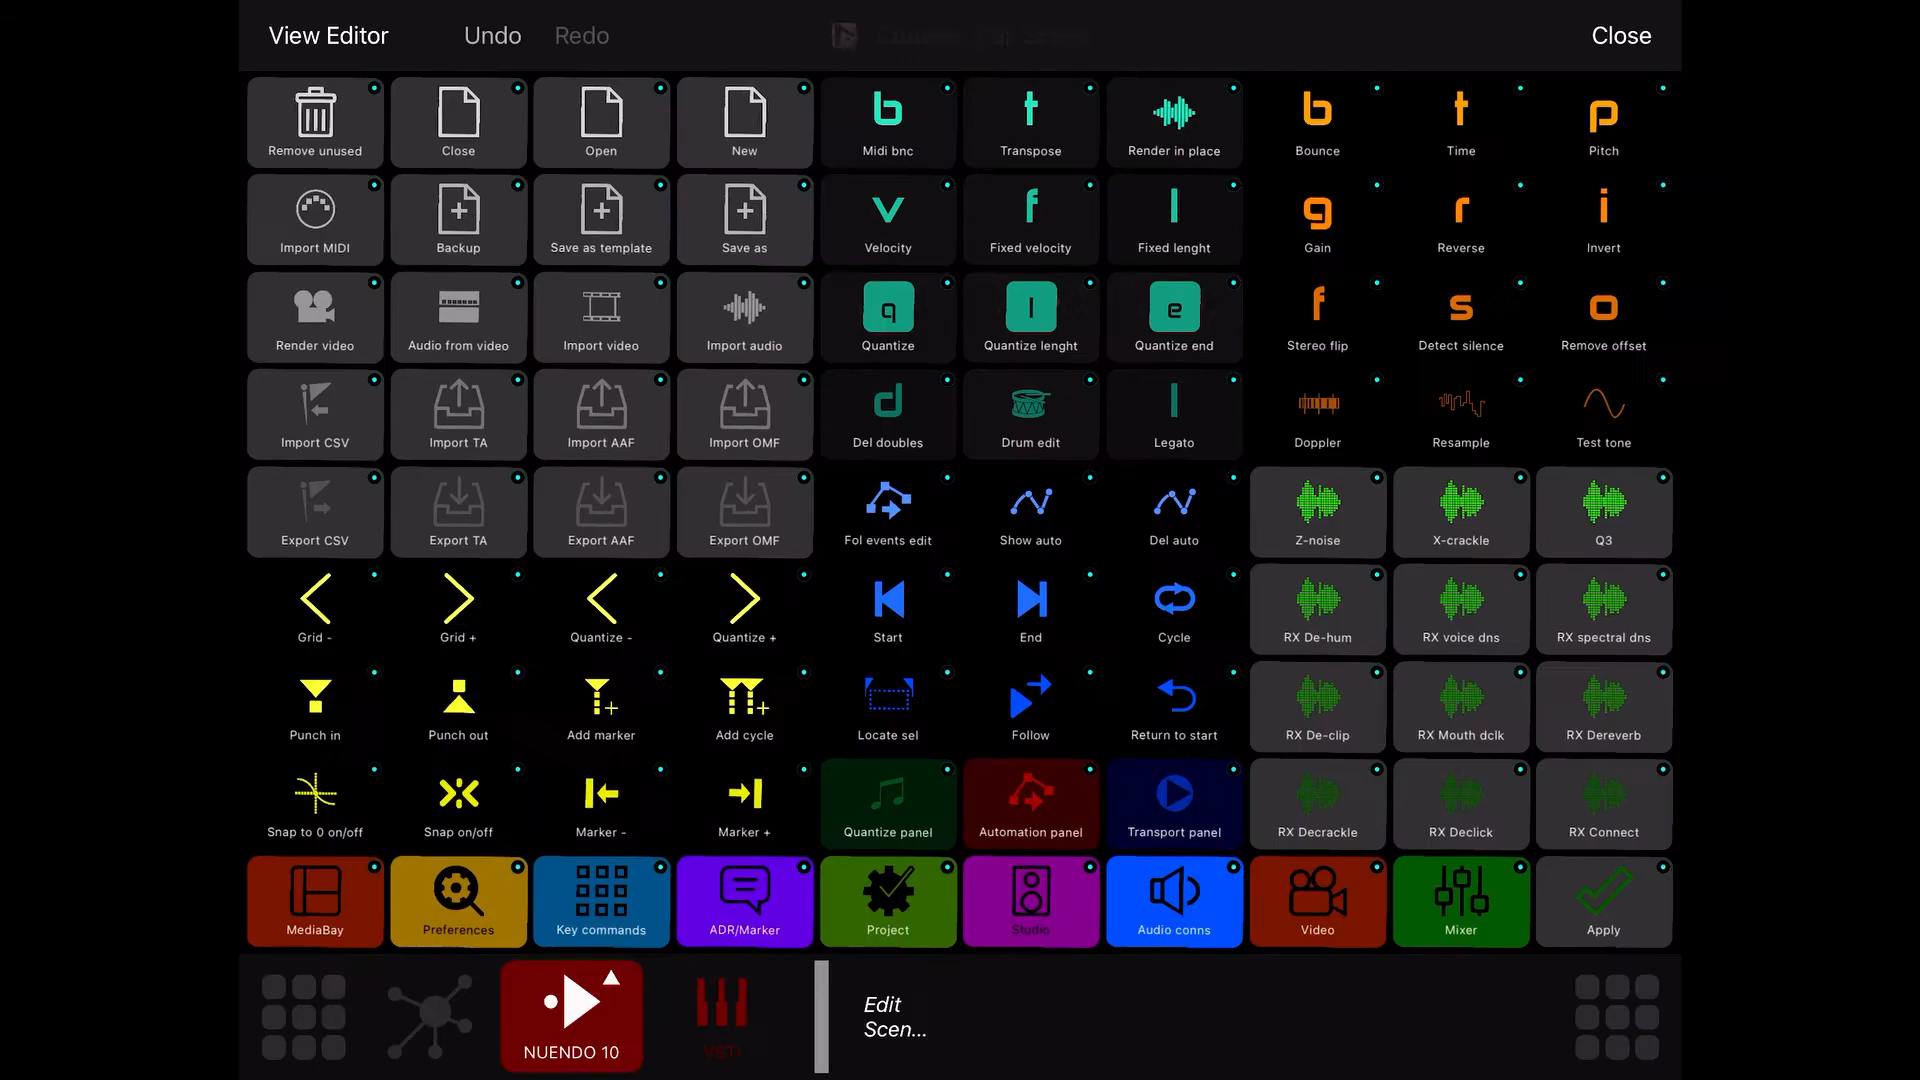 View Editor Undo Redo Close
Remove unused Close Open New Midi bnc Transpose Render in place Bounce Time Pitch
Import MIDI Backup Save as template Save as Velocity Fixed velocity Fixed lenght Gain Reverse Invert
Render video Audio from video Import video Import audio Quantize Quantize lenght Quantize end Stereo flip Detect silence Remove offset
Import CSV Import TA Import AAF Import OMF Del doubles Drum edit Legato Doppler Resample Test tone
Export CSV Export TA Export AAF Export OMF Fol events edit Show auto Del auto Z-noise X-crackle Q3
Grid - Grid + Quantize - Quantize + Start End Cycle RX De-hum RX voice dns RX spectral dns
Punch in Punch out Add marker Add cycle Locate sel Follow Return to start RX De-clip RX Mouth dclk RX Dereverb
Snap to 0 on/off Snap on/off Marker - Marker + Quantize panel Automation panel Transport panel RX Decrackle RX Declick RX Connect
MediaBay Preferences Key commands ADR/Marker Project Studio Audio conns Video Mixer Apply
NUENDO 10 VSTi
Edit
Scen...